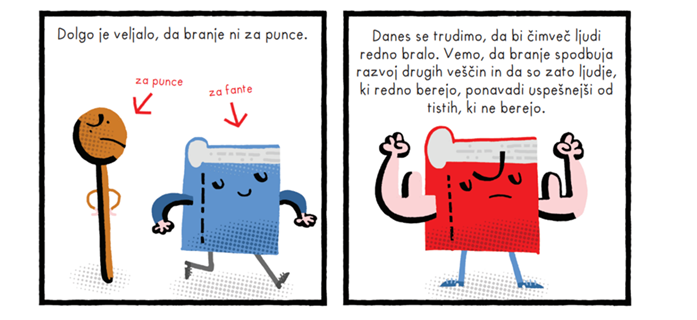 Dolgo je veljalo, da branje ni za punce.
za punce
za fante
Danes se trudimo, da bi čimveč ljudi
redno bralo. Vemo, da branje spodbuja
razvoj drugih veščin in da so zato ljudje,
ki redno berejo, ponavadi uspešnejši od
tistih, ki ne berejo.